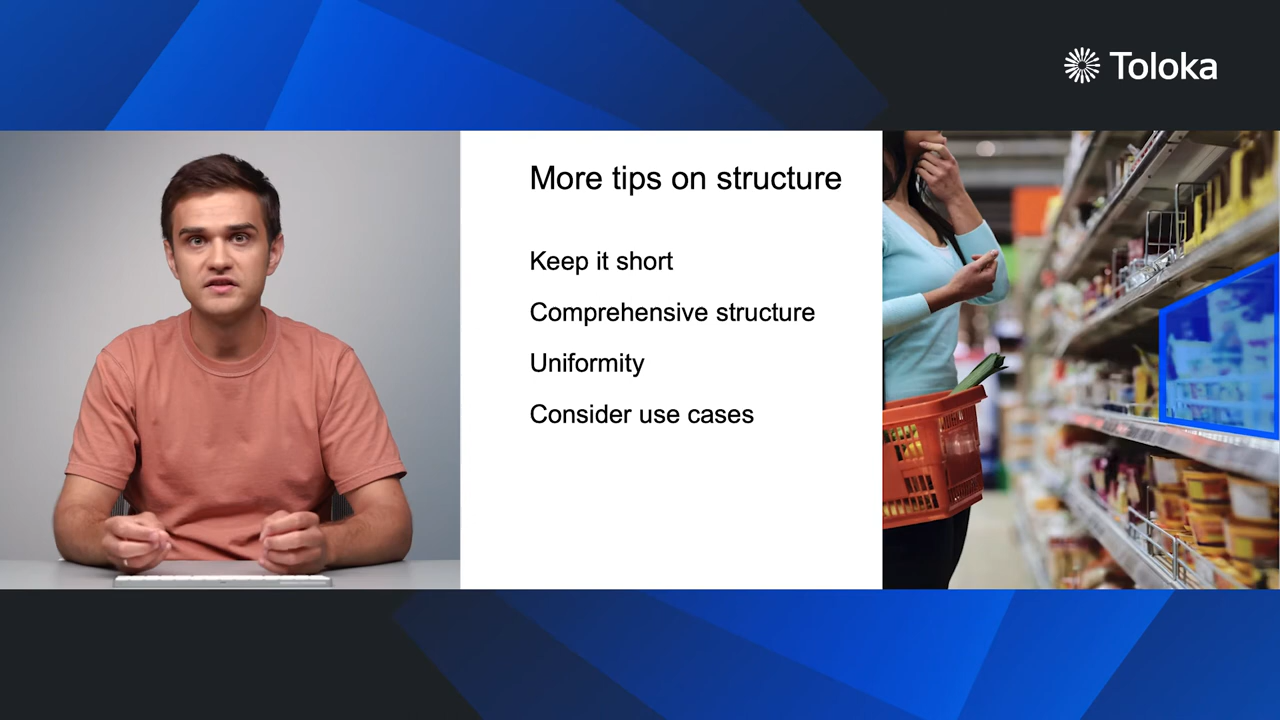 Toloka
More tips on structure
Keep it short
Comprehensive structure
Uniformity
Consider use cases